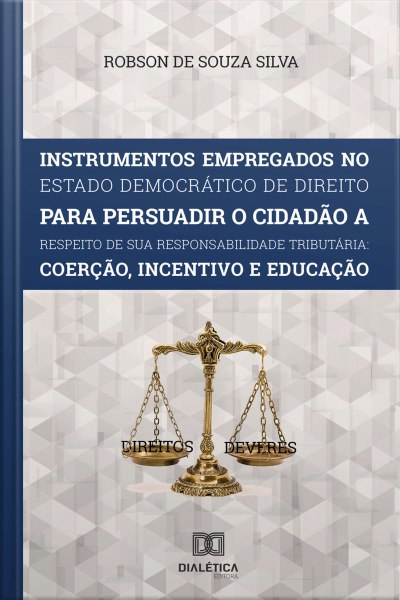 ROBSON DE SOUZA SILVA
INSTRUMENTOS EMPREGADOS NO
ESTADO DEMOCRÁTICO DE DIREITO
PARA PERSUADIR O CIDADÃO A
RESPEITO DE SUA RESPONSABILIDADE TRIBUTÁRIA:
COERÇÃO, INCENTIVO E EDUCAÇÃO
DIREITOS DEVERES
DIALÉTICA
EDITORA